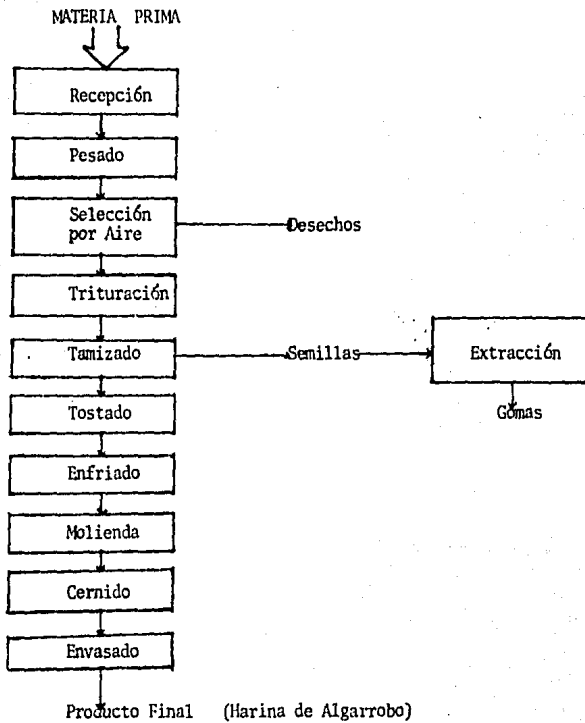 MATERIA PRIMA
Recepción
Pesado
Selección
por Aire
Desechos
Trituración
Tamizado
Semillas
Extracción
Gomas
Tostado
Enfriado
Molienda
Cernido
Envasado
Producto Final (Harina de Algarrobo)